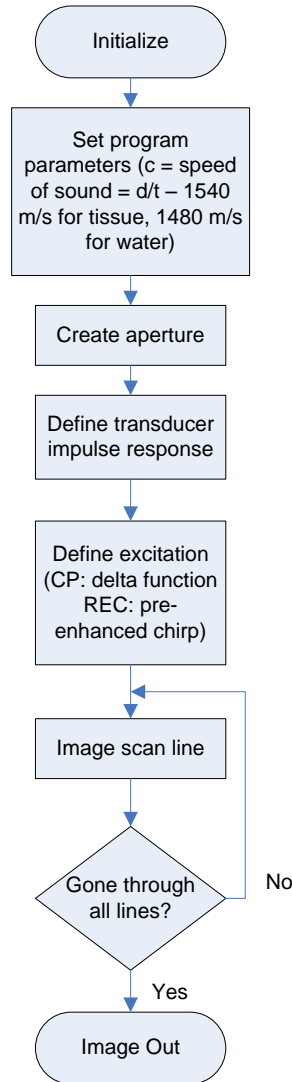 Initialize
Set program
parameters (c = speed
of sound = d/t – 1540
m/s for tissue, 1480 m/s
for water)
Create aperture
Define transducer
impulse response
Define excitation
(CP: delta function
REC: pre-
enhanced chirp)
Image scan line
Gone through
all lines?
No
Yes
Image Out